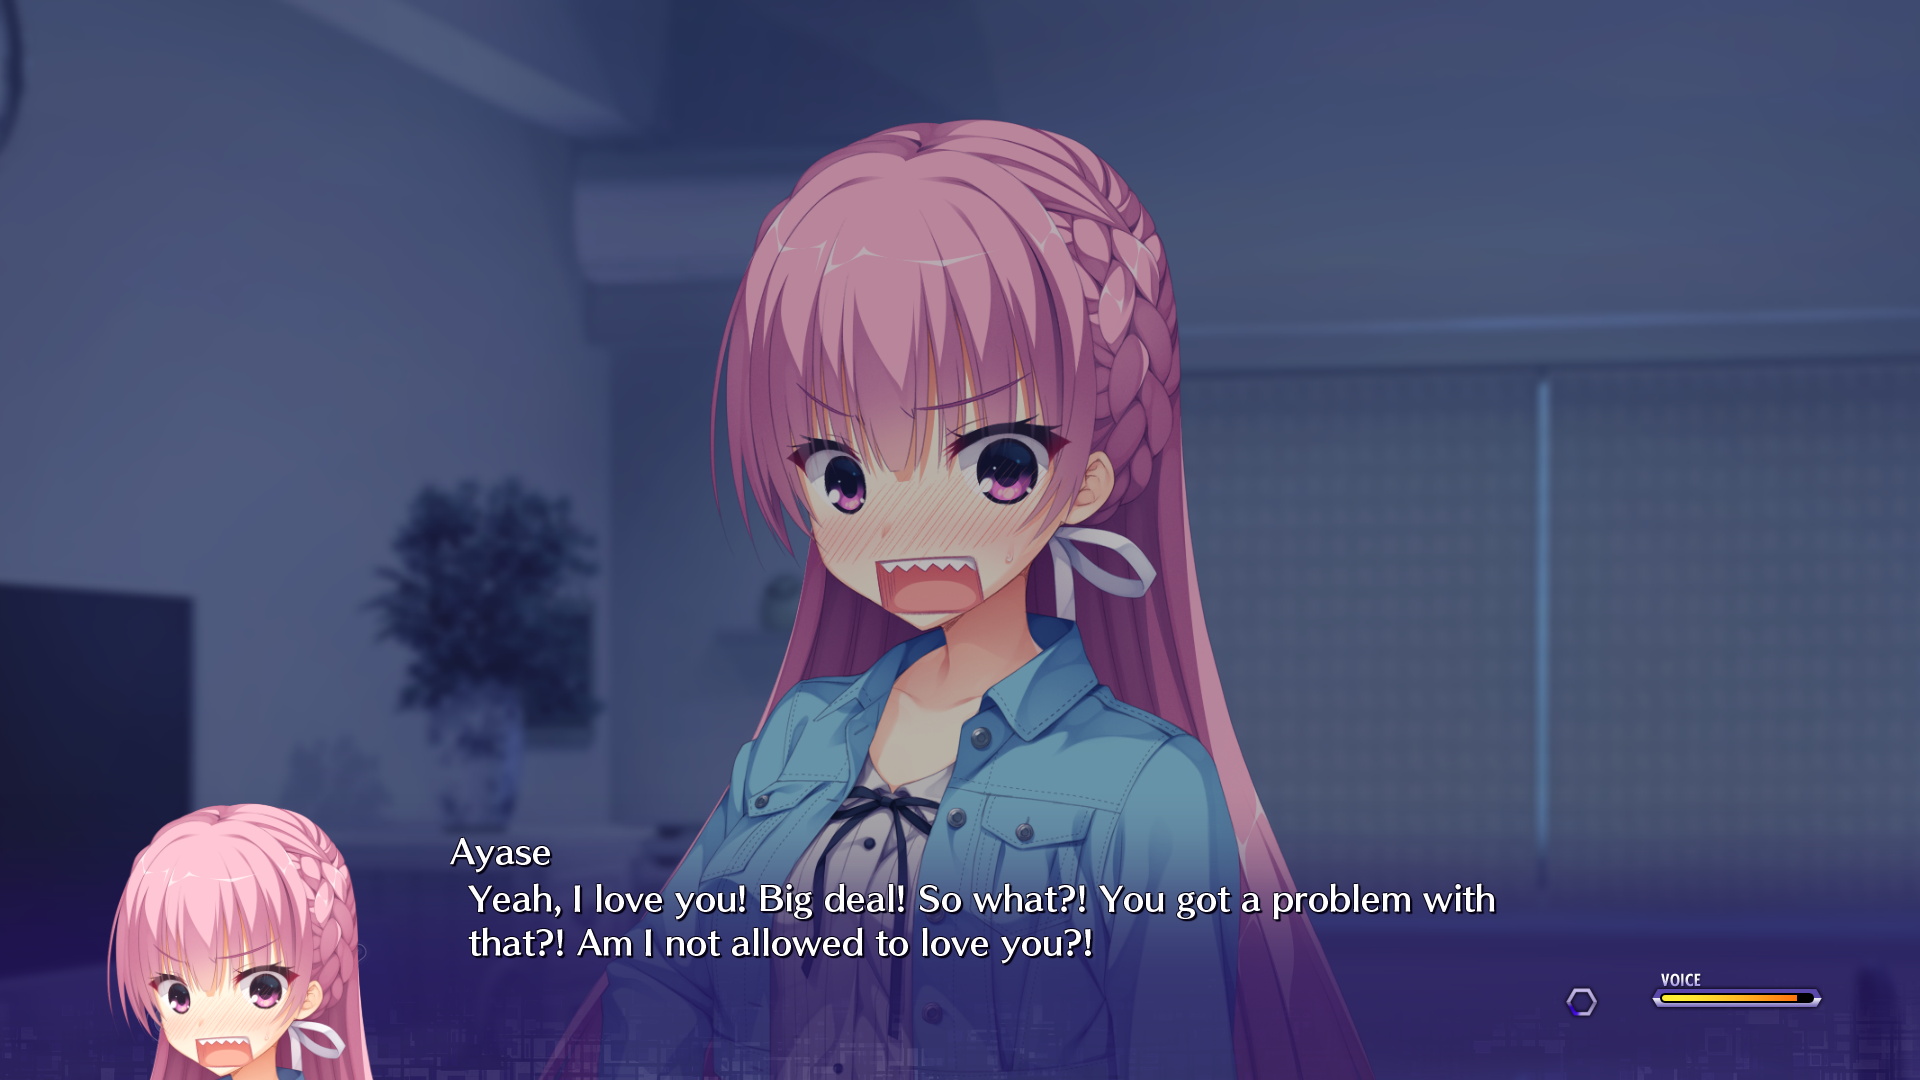 Ayase
Yeah, I love you! Big deal! So what?! You got a problem with
that?! Am I not allowed to love you?!
VOICE